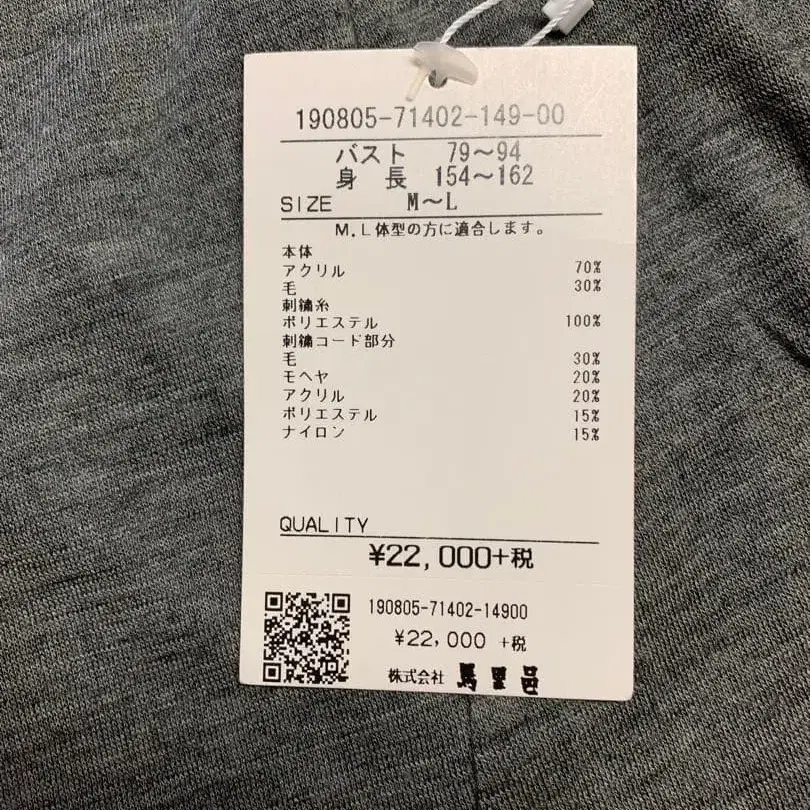 190805-71402-149-00
バスト 79～94
身 長 154～162
SIZE M～L
M.L体型の方に適合します。
本体
アクリル 70%
毛 30%
刺繍糸
ポリエステル 100%
刺繍コード部分
毛 30%
モヘヤ 20%
アクリル 20%
ポリエステル 15%
ナイロン 15%
QUALITY
¥22,000+税
190805-71402-14900
¥22,000 +税
株式会社 馬里邑